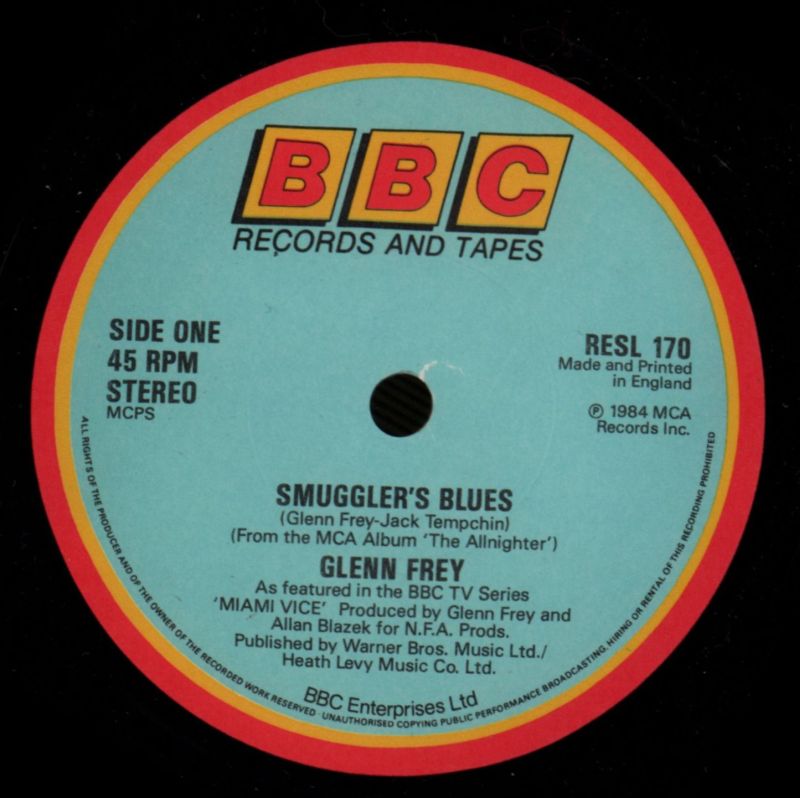 BBC
RECORDS AND TAPES
SIDE ONE
45 RPM
STEREO
MCPS
RESL 170
Made and Printed
in England
℗ 1984 MCA
Records Inc.
SMUGGLER'S BLUES
(Glenn Frey-Jack Tempchin)
(From the MCA Album 'The Allnighter')
GLENN FREY
As featured in the BBC TV Series
'MIAMI VICE' Produced by Glenn Frey and
Allan Blazek for N.F.A. Prods.
Published by Warner Bros. Music Ltd./
Heath Levy Music Co. Ltd.
BBC Enterprises Ltd
ALL RIGHTS OF THE PRODUCER AND OF THE OWNER OF THE RECORDED WORK RESERVED · UNAUTHORISED COPYING PUBLIC PERFORMANCE BROADCASTING, HIRING OR RENTAL OF THIS RECORDING PROHIBITED